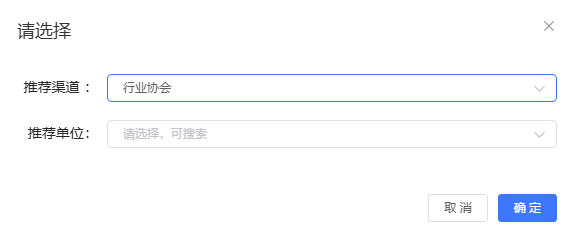 请选择
推荐渠道 ： 行业协会
推荐单位： 请选择，可搜索
取 消 确 定